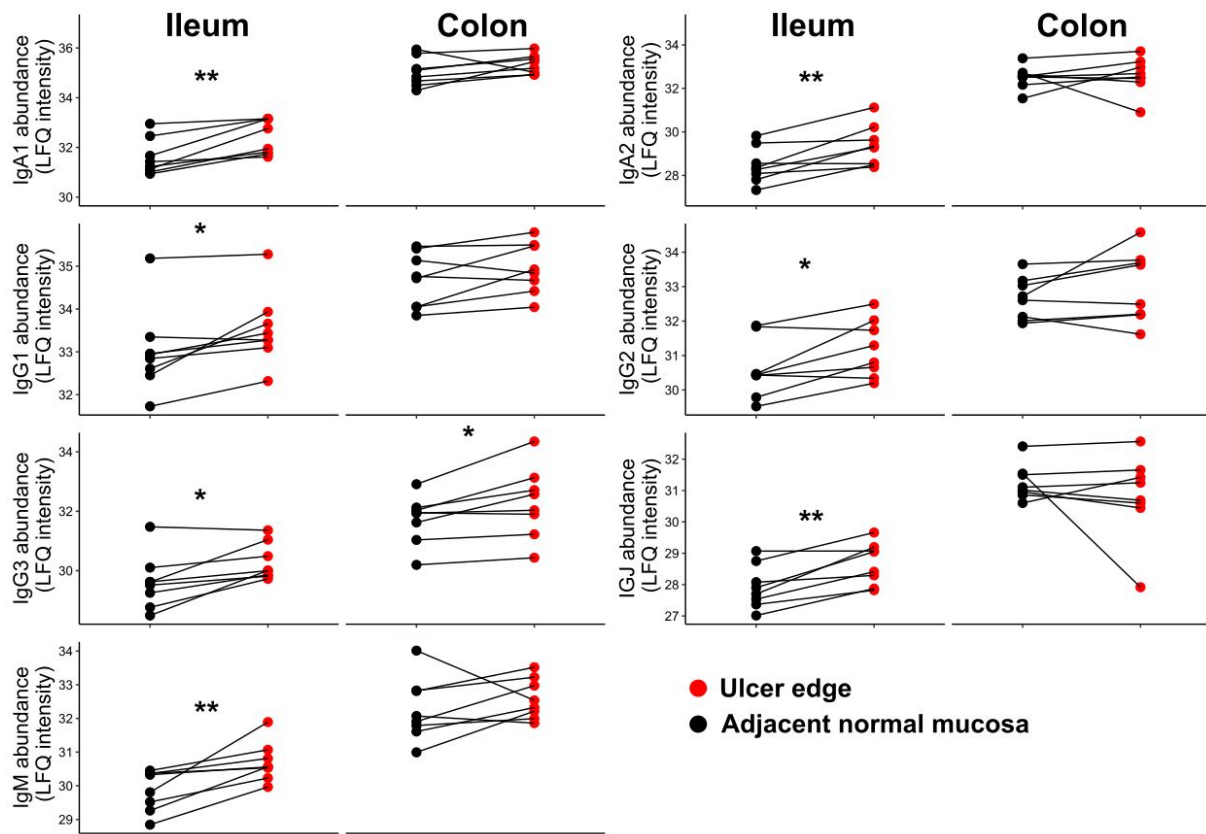 Ileum
Colon
IgA1 abundance
(LFQ intensity)
36
34
31
30
**
Ileum
Colon
IgA2 abundance
(LFQ intensity)
34
32
30
28
**
IgG1 abundance
(LFQ intensity)
35
34
33
32
*
IgG2 abundance
(LFQ intensity)
34
33
32
30
*
IgG3 abundance
(LFQ intensity)
34
32
30
*
*
IGJ abundance
(LFQ intensity)
32
31
30
29
28
27
**
IgM abundance
(LFQ intensity)
34
33
32
31
30
29
**
Ulcer edge
Adjacent normal mucosa